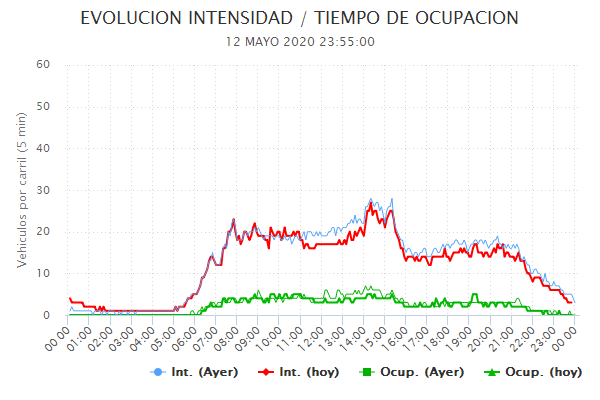 EVOLUCION INTENSIDAD / TIEMPO DE OCUPACION
12 MAYO 2020 23:55:00
Vehículos por carril (5 min)
60
50
40
30
20
10
0
00:00 01:00 02:00 03:00 04:00 05:00 06:00 07:00 08:00 09:00 10:00 11:00 12:00 13:00 14:00 15:00 16:00 17:00 18:00 19:00 20:00 21:00 22:00 23:00 00:00
Int. (Ayer) Int. (hoy) Ocup. (Ayer) Ocup. (hoy)